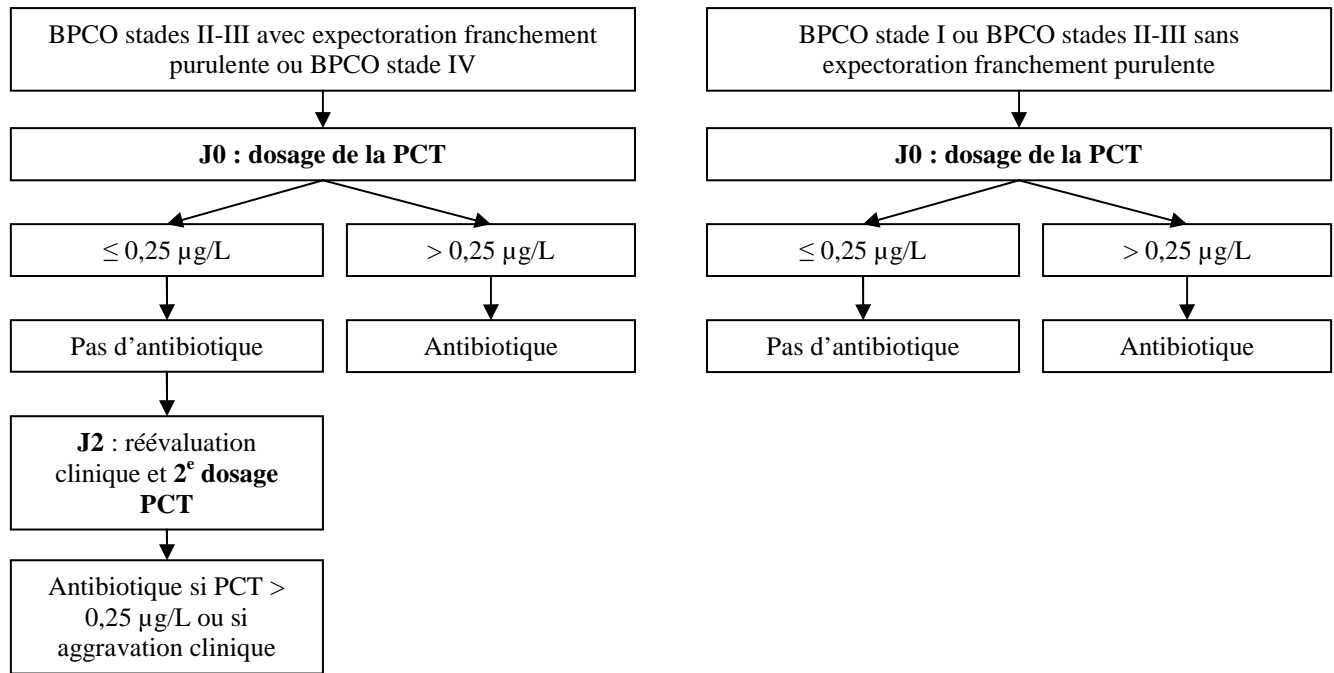 BPCO stades II-III avec expectoration franchement
purulente ou BPCO stade IV
J0 : dosage de la PCT
≤ 0,25 µg/L
> 0,25 µg/L
Pas d’antibiotique
Antibiotique
J2 : réévaluation
clinique et 2e dosage
PCT
Antibiotique si PCT >
0,25 µg/L ou si
aggravation clinique
BPCO stade I ou BPCO stades II-III sans
expectoration franchement purulente
J0 : dosage de la PCT
≤ 0,25 µg/L
> 0,25 µg/L
Pas d’antibiotique
Antibiotique